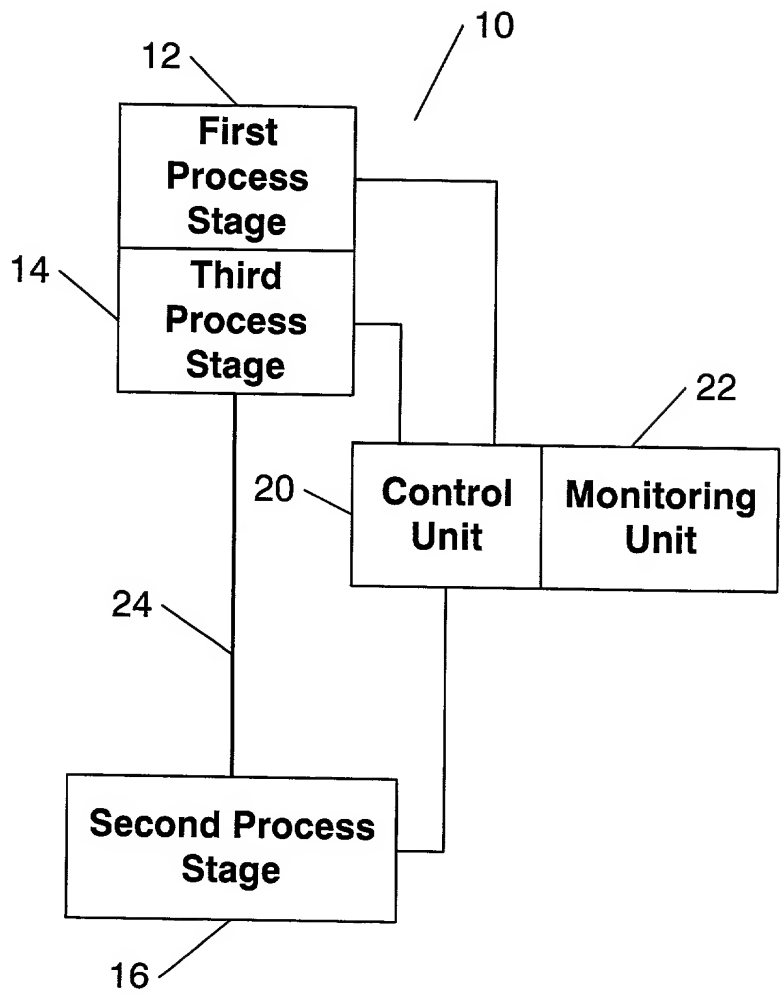 10
12
First
Process
Stage
14
Third
Process
Stage
22
20
Control
Unit
Monitoring
Unit
24
Second Process
Stage
16